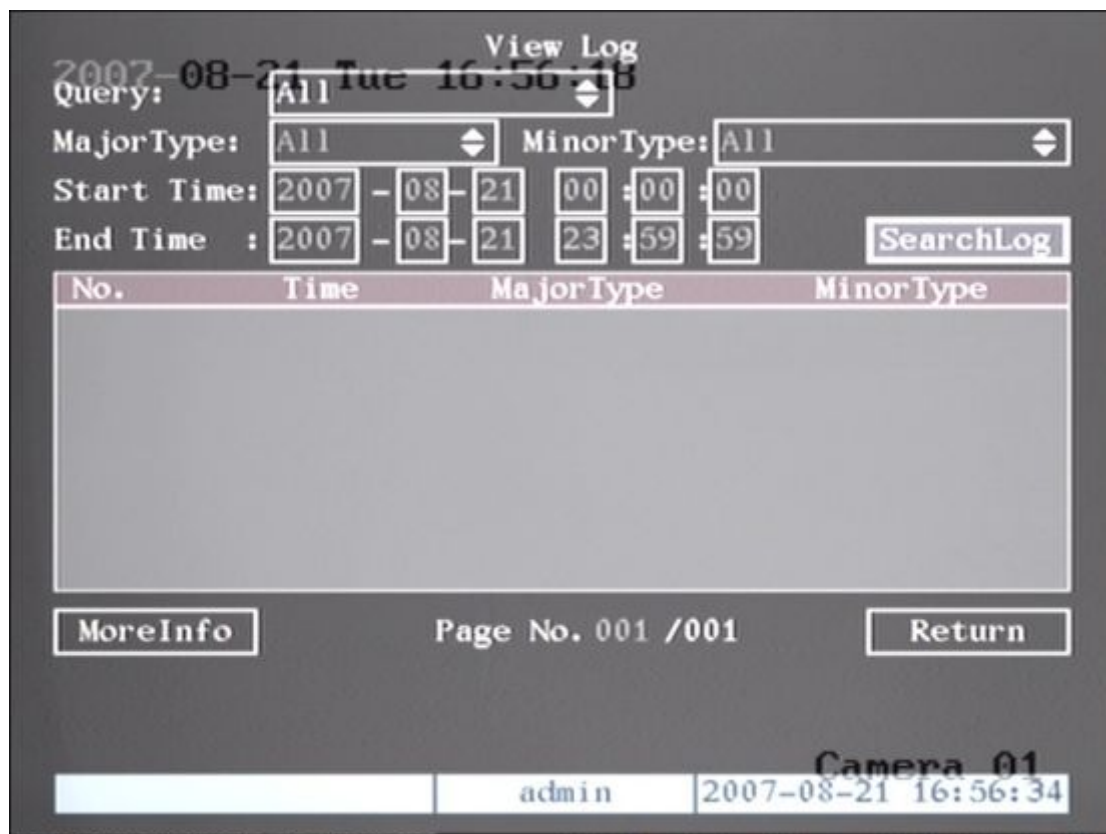 View Log
2007-08-21 Tue 16:56:18
Query: All
MajorType: All MinorType: All
Start Time: 2007 - 08 - 21 00 :00 :00
End Time : 2007 - 08 - 21 23 :59 :59 SearchLog
No. Time MajorType MinorType
MoreInfo Page No. 001 /001 Return
Camera 01
admin 2007-08-21 16:56:34